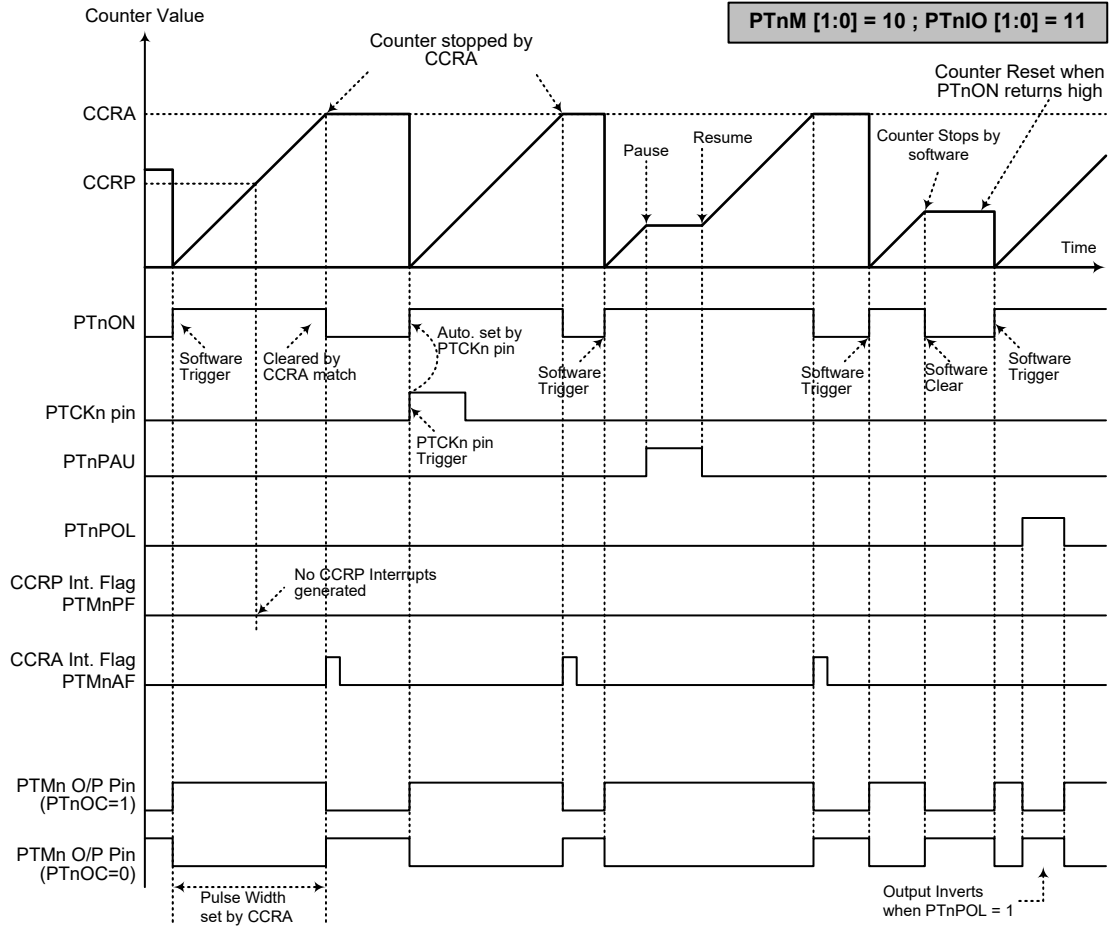 Counter Value
PTnM [1:0] = 10 ; PTnIO [1:0] = 11
Counter stopped by
CCRA
Counter Reset when
PTnON returns high
CCRA
Pause
Resume
Counter Stops by
software
CCRP
Time
PTnON
Software
Trigger
Cleared by
CCRA match
Auto. set by
PTCKn pin
Software
Trigger
Software
Trigger
Software
Clear
Software
Trigger
PTCKn pin
PTCKn pin
Trigger
PTnPAU
PTnPOL
CCRP Int. Flag
PTMnPF
No CCRP Interrupts
generated
CCRA Int. Flag
PTMnAF
PTMn O/P Pin
(PTnOC=1)
PTMn O/P Pin
(PTnOC=0)
Pulse Width
set by CCRA
Output Inverts
when PTnPOL = 1